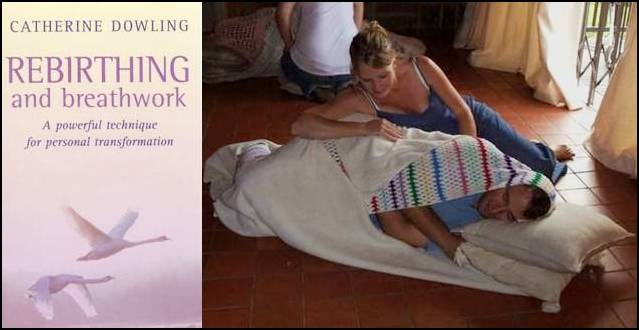 CATHERINE DOWLING
REBIRTHING
and breathwork
A powerful technique
for personal transformation